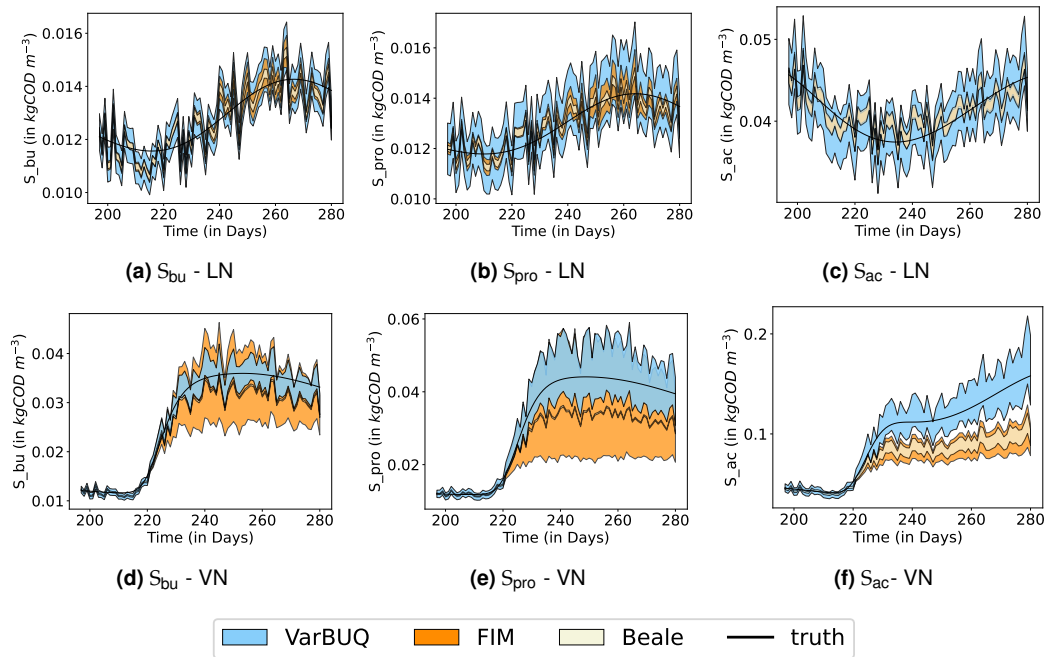 S_bu (in kgCOD m⁻³)
0.016
0.014
0.012
0.010
200 220 240 260 280
Time (in Days)
(a) S_bu - LN
S_pro (in kgCOD m⁻³)
0.016
0.014
0.012
0.010
200 220 240 260 280
Time (in Days)
(b) S_pro - LN
S_ac (in kgCOD m⁻³)
0.05
0.04
200 220 240 260 280
Time (in Days)
(c) S_ac - LN
S_bu (in kgCOD m⁻³)
0.04
0.03
0.02
0.01
200 220 240 260 280
Time (in Days)
(d) S_bu - VN
S_pro (in kgCOD m⁻³)
0.06
0.04
0.02
200 220 240 260 280
Time (in Days)
(e) S_pro - VN
S_ac (in kgCOD m⁻³)
0.2
0.1
200 220 240 260 280
Time (in Days)
(f) S_ac- VN
VarBUQ FIM Beale truth